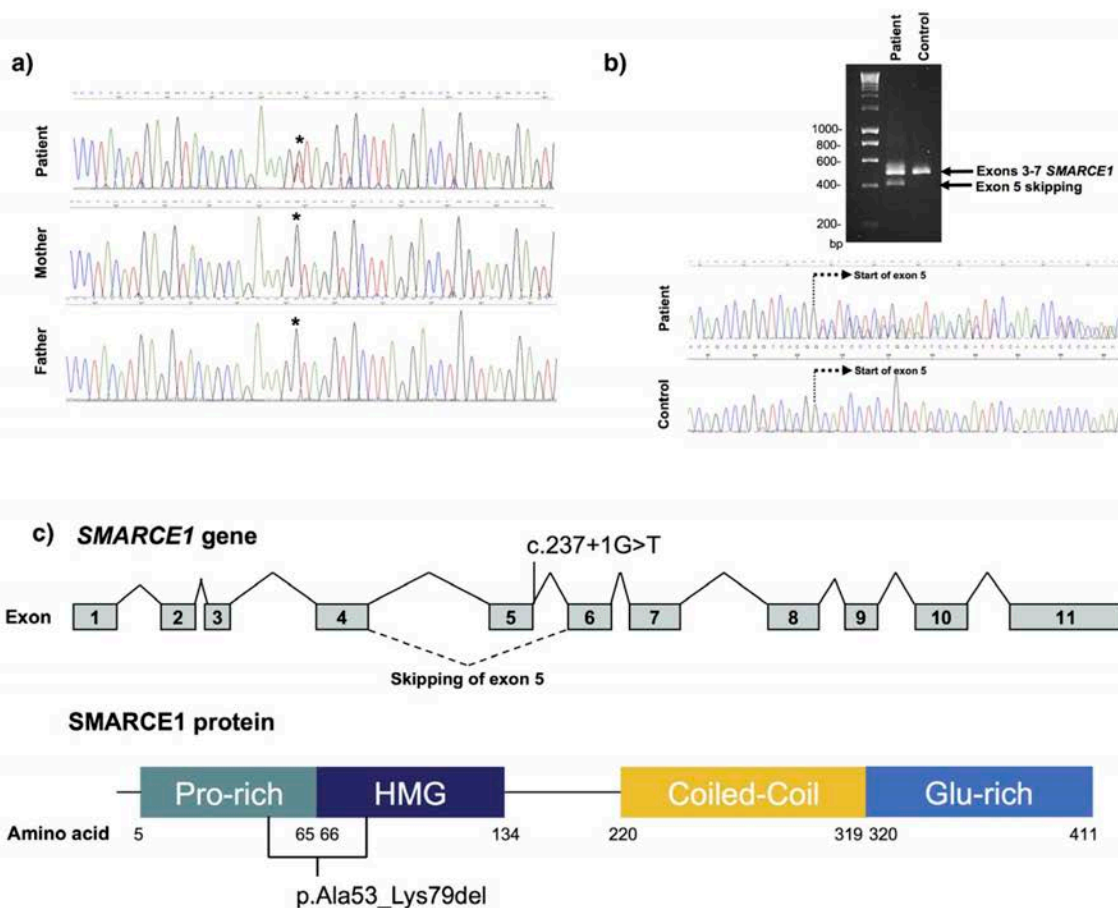 a)
Patient
*
Mother
*
Father
*
b)
Patient
Control
1000-
800-
600-
400-
200-
bp
Exons 3-7 SMARCE1
Exon 5 skipping
Patient
Start of exon 5
Control
Start of exon 5
c) SMARCE1 gene
c.237+1G>T
Exon 1 2 3 4 5 6 7 8 9 10 11
Skipping of exon 5
SMARCE1 protein
Pro-rich HMG Coiled-Coil Glu-rich
Amino acid 5 65 66 134 220 319 320 411
p.Ala53_Lys79del